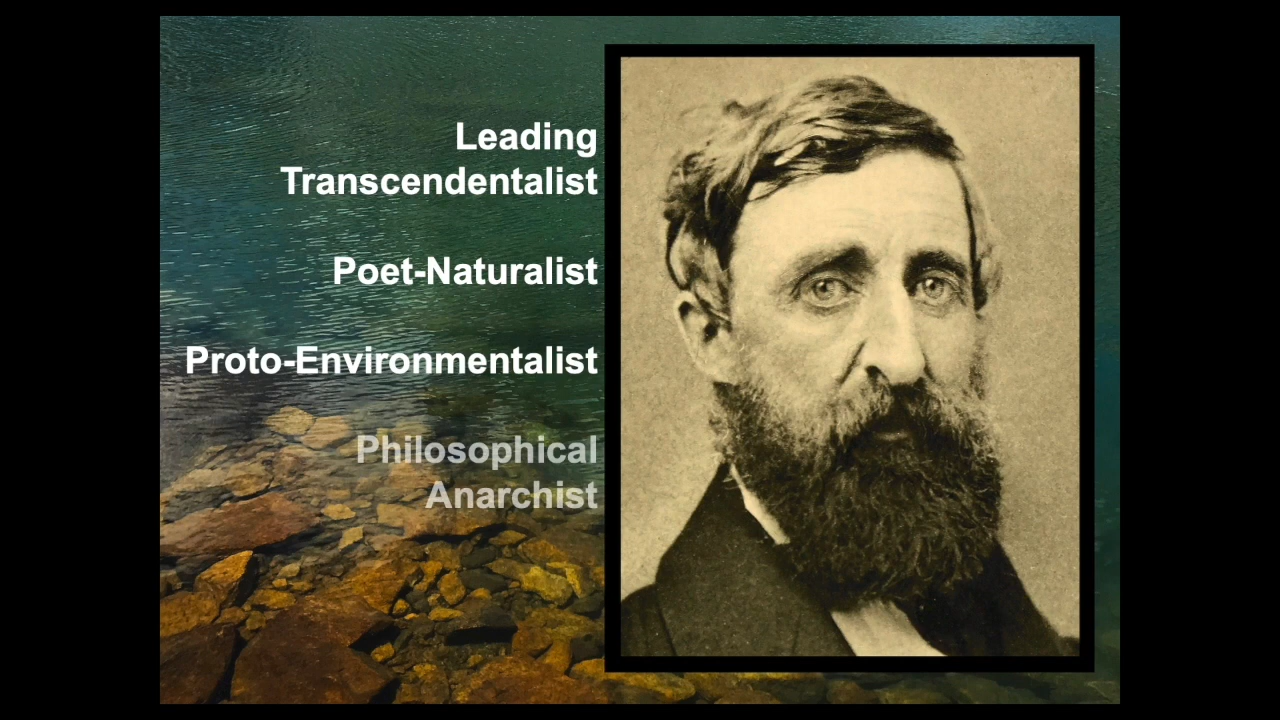 Leading
Transcendentalist
Poet-Naturalist
Proto-Environmentalist
Philosophical
Anarchist